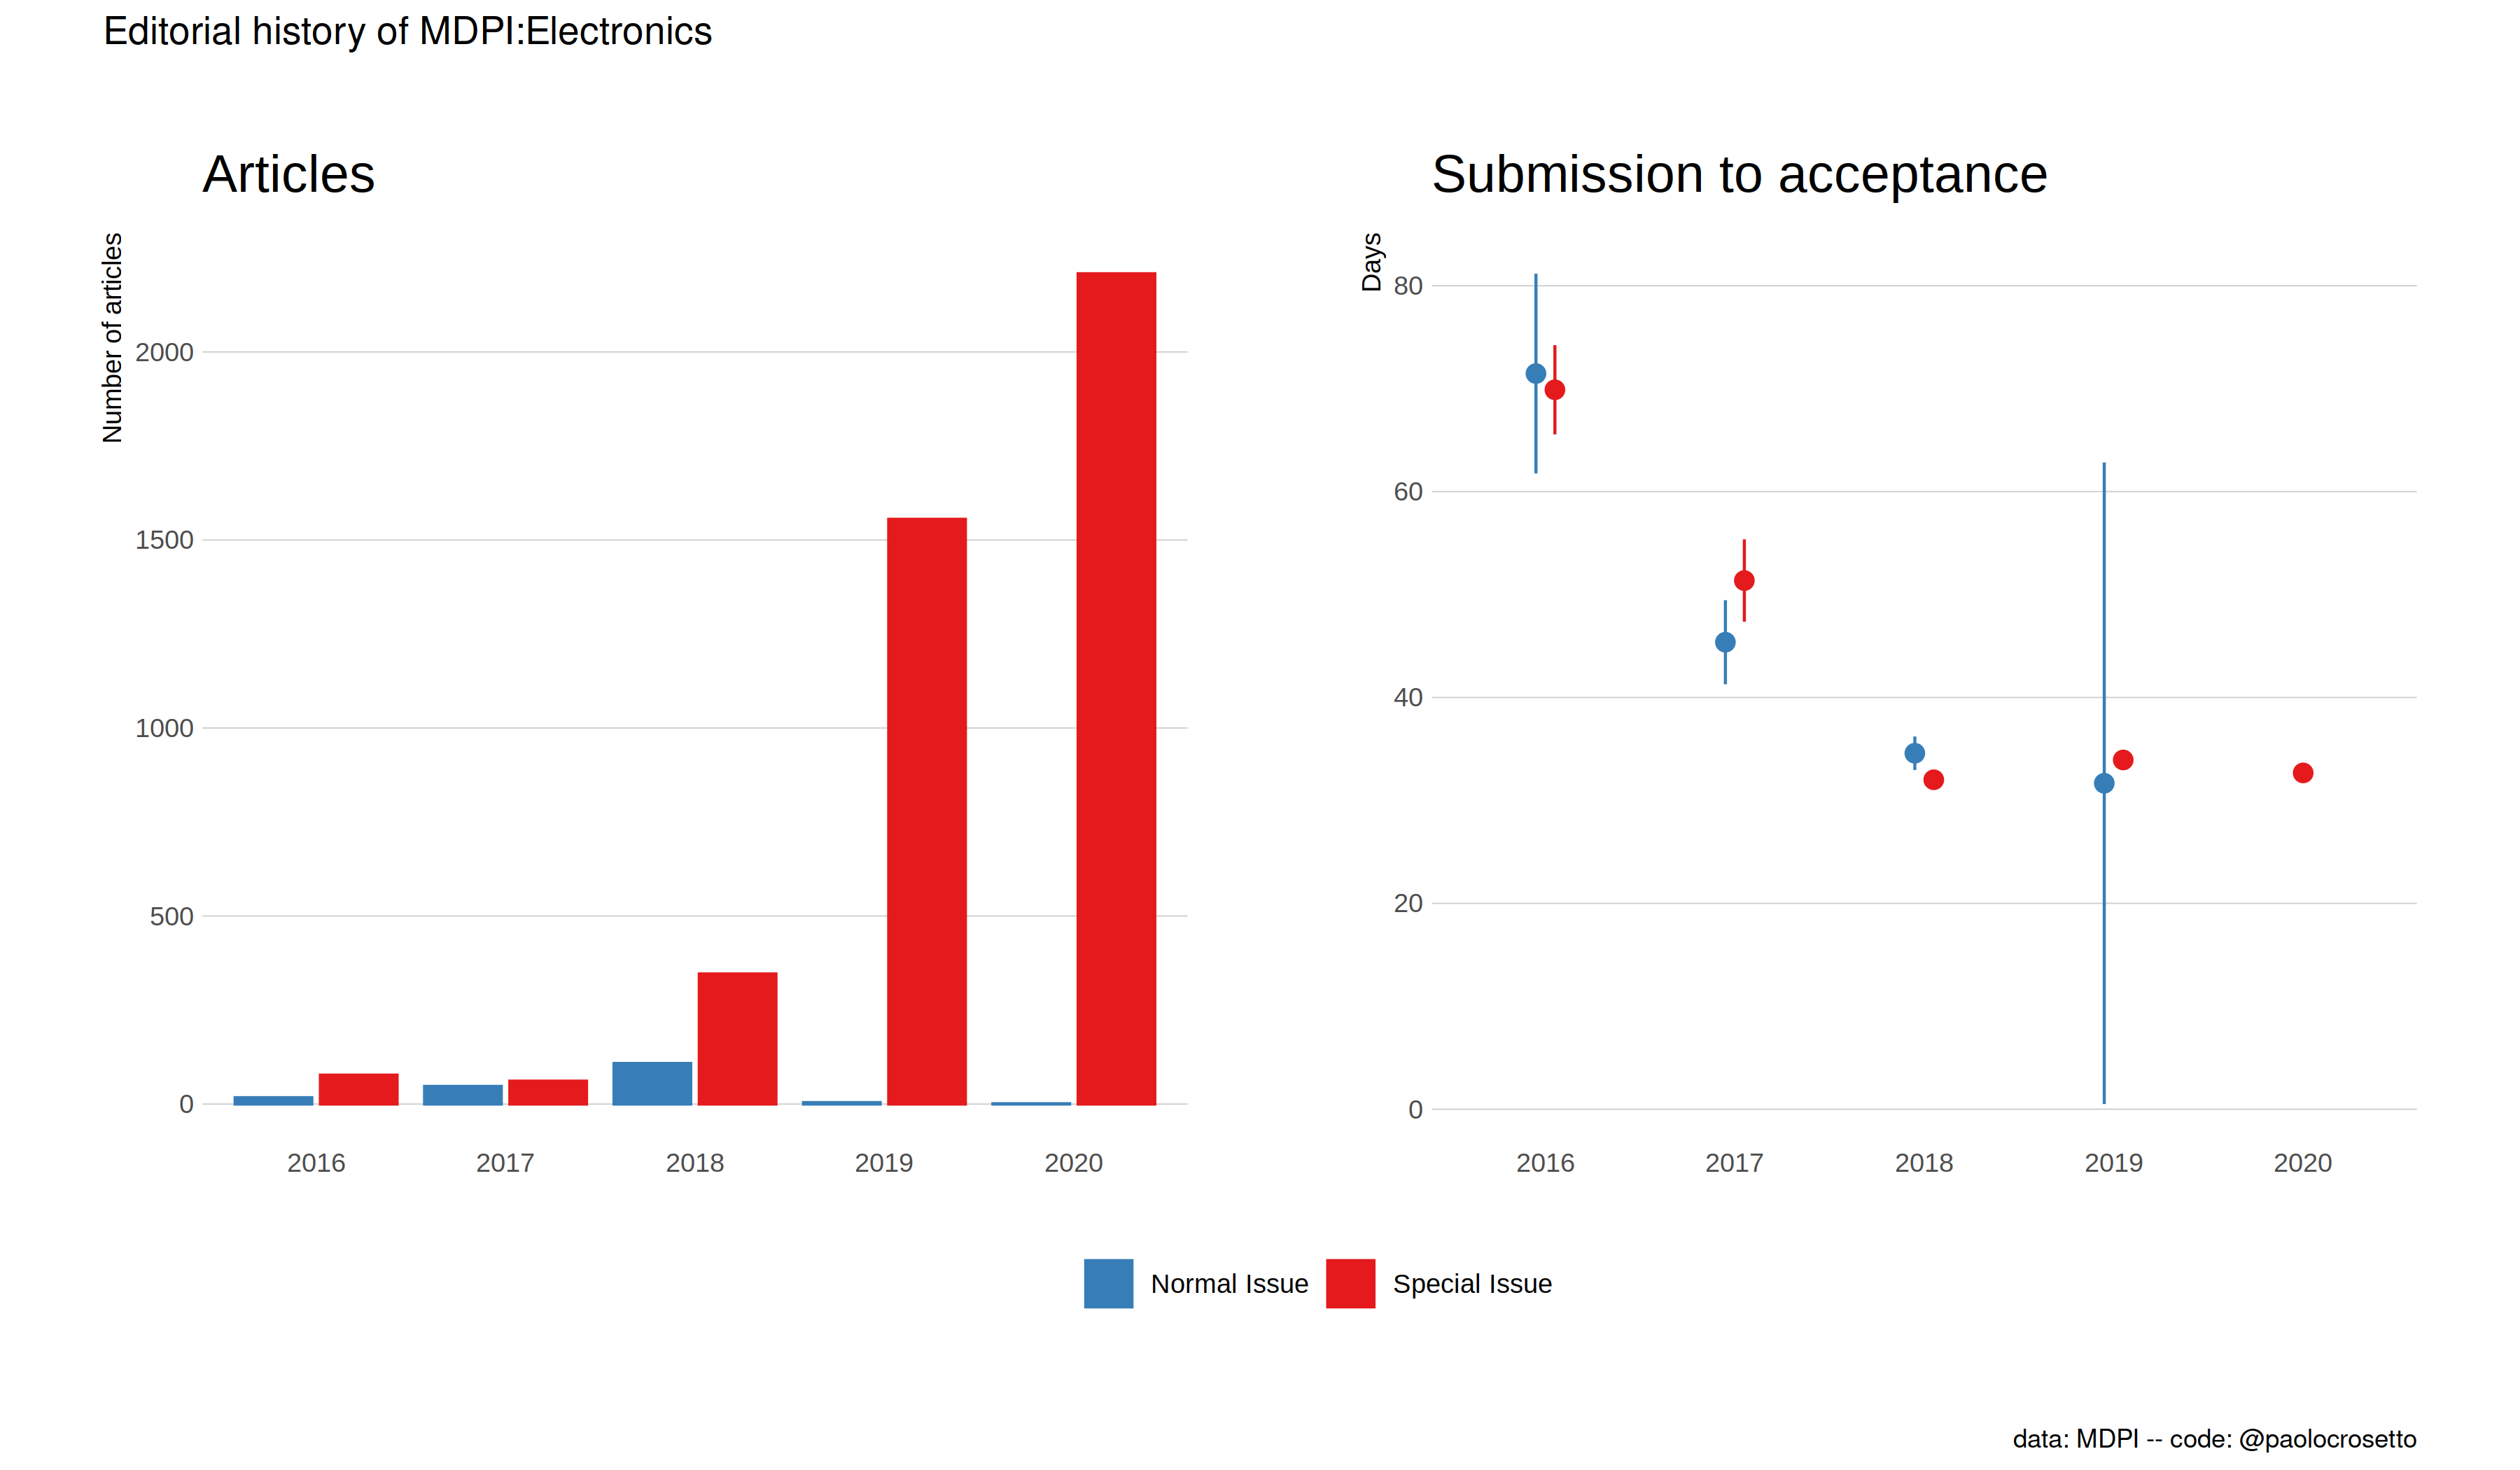 Editorial history of MDPI:Electronics
Articles
Number of articles
2000
1500
1000
500
0
2016 2017 2018 2019 2020
Submission to acceptance
Days
80
60
40
20
0
2016 2017 2018 2019 2020
Normal Issue Special Issue
data: MDPI -- code: @paolocrosetto